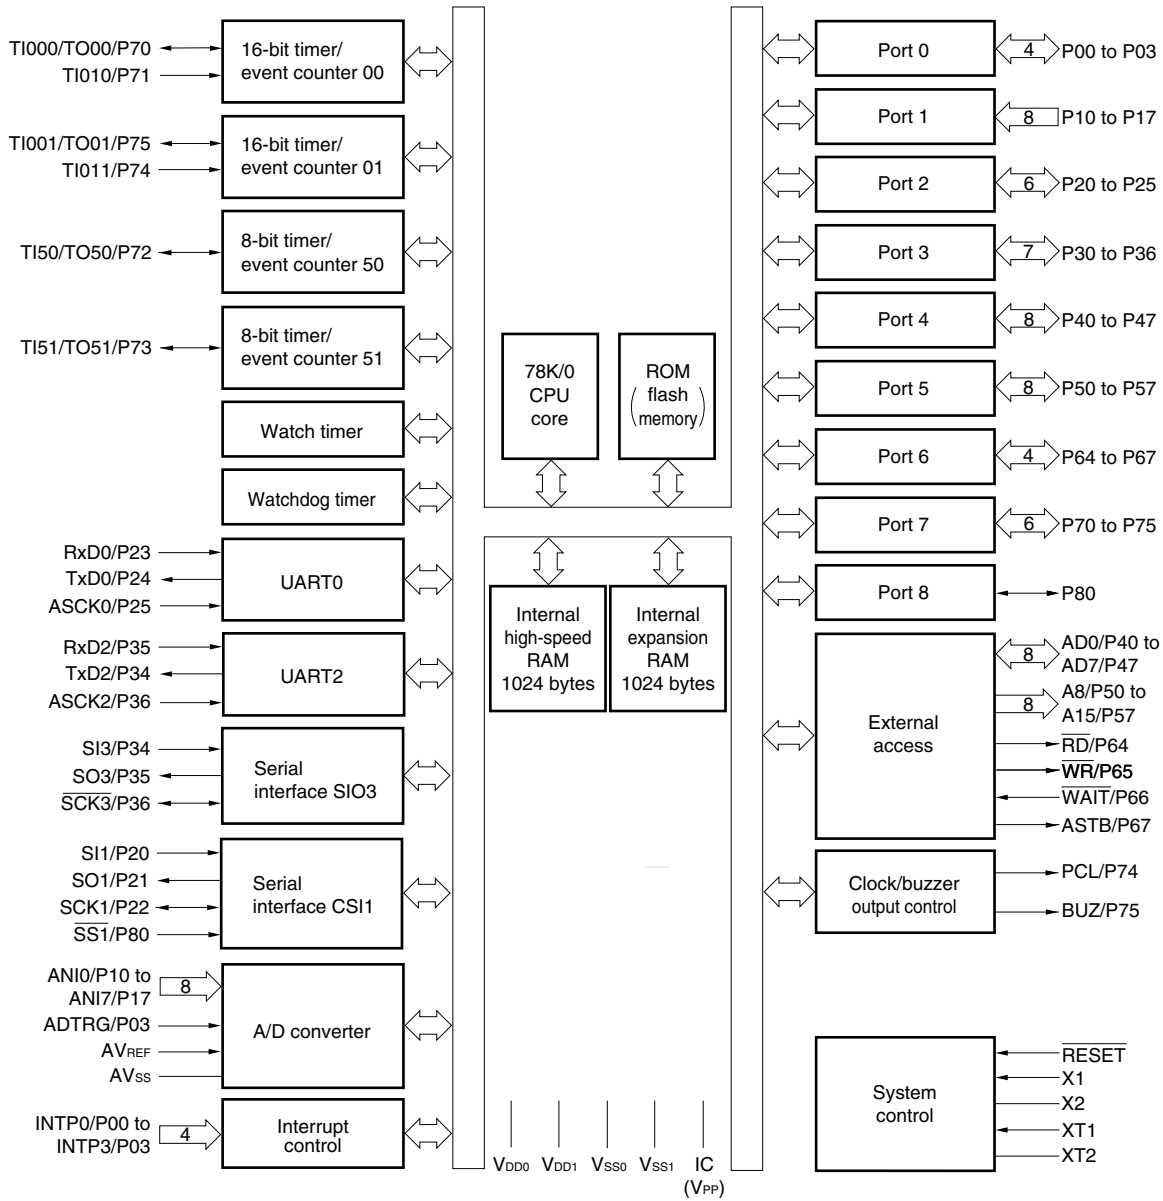 TI000/TO00/P70
TI010/P71
16-bit timer/
event counter 00
TI001/TO01/P75
TI011/P74
16-bit timer/
event counter 01
TI50/TO50/P72
8-bit timer/
event counter 50
TI51/TO51/P73
8-bit timer/
event counter 51
Watch timer
Watchdog timer
RxD0/P23
TxD0/P24
ASCK0/P25
UART0
RxD2/P35
TxD2/P34
ASCK2/P36
UART2
SI3/P34
SO3/P35
SCK3/P36
Serial
interface SIO3
SI1/P20
SO1/P21
SCK1/P22
SS1/P80
Serial
interface CSI1
ANI0/P10 to
ANI7/P17
8
ADTRG/P03
AVREF
AVSS
A/D converter
INTP0/P00 to
INTP3/P03
4
Interrupt
control
78K/0
CPU
core
ROM
(flash
memory)
Internal
high-speed
RAM
1024 bytes
Internal
expansion
RAM
1024 bytes
VDD0
VDD1
VSS0
VSS1
IC
(VPP)
Port 0
4
P00 to P03
Port 1
8
P10 to P17
Port 2
6
P20 to P25
Port 3
7
P30 to P36
Port 4
8
P40 to P47
Port 5
8
P50 to P57
Port 6
4
P64 to P67
Port 7
6
P70 to P75
Port 8
P80
External
access
8
AD0/P40 to
AD7/P47
8
A8/P50 to
A15/P57
RD/P64
WR/P65
WAIT/P66
ASTB/P67
Clock/buzzer
output control
PCL/P74
BUZ/P75
System
control
RESET
X1
X2
XT1
XT2